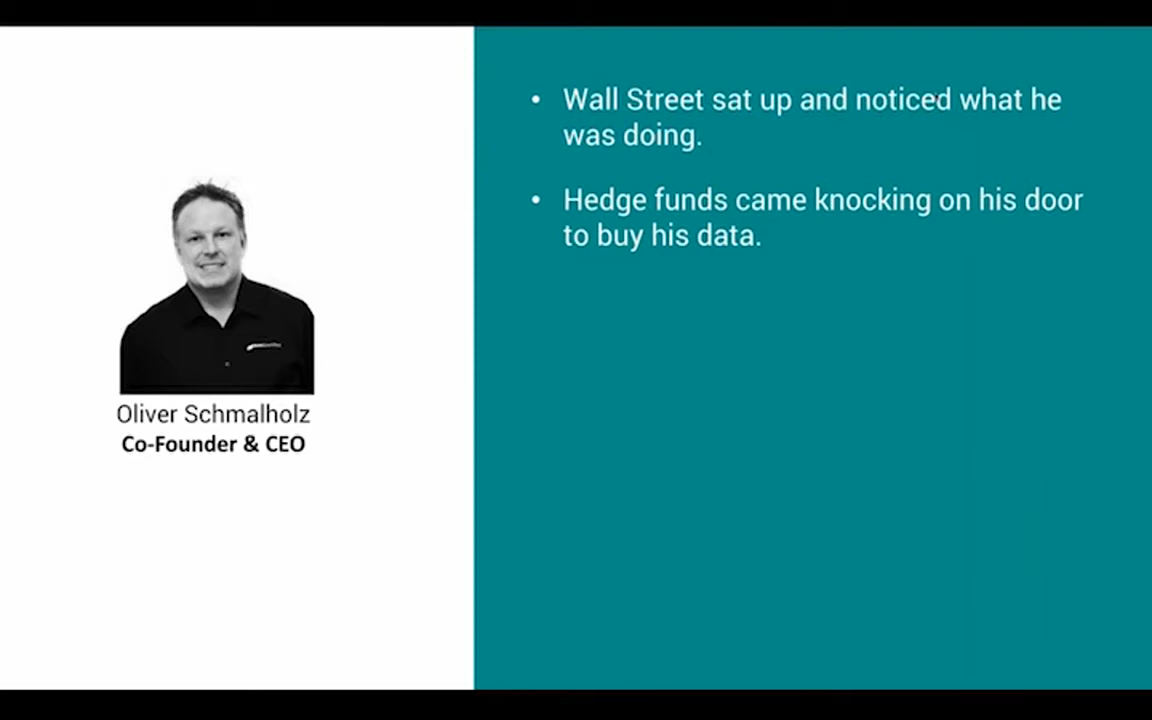 • Wall Street sat up and noticed what he
was doing.
• Hedge funds came knocking on his door
to buy his data.
Oliver Schmalholz
Co-Founder & CEO